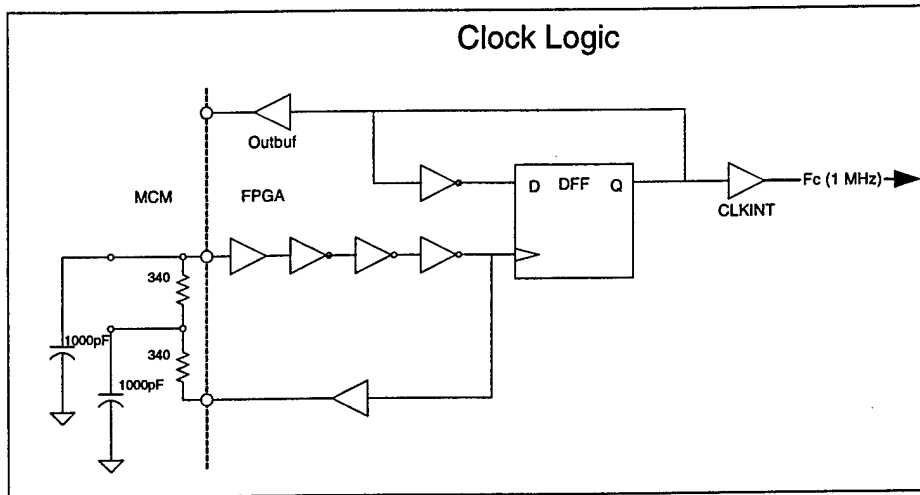 Clock Logic
Outbuf
MCM
FPGA
D DFF Q
CLKINT
Fc (1 MHz)
340
1000pF
340
1000pF